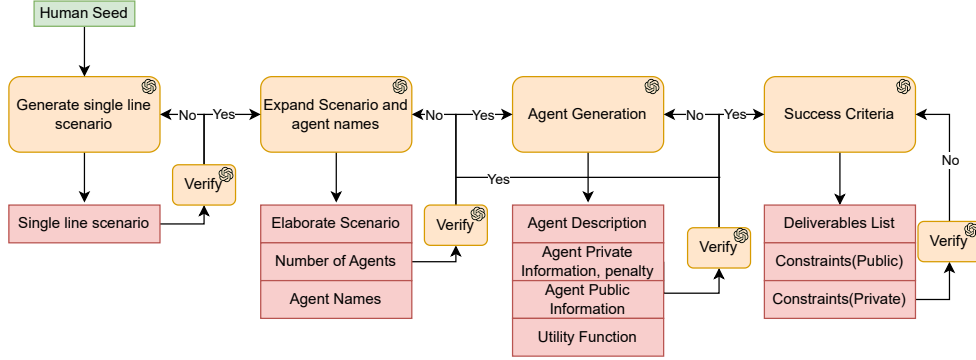 Human Seed
Generate single line
scenario
No
Yes
Expand Scenario and
agent names
No
Yes
Agent Generation
No
Yes
Success Criteria
No
Verify
Yes
Single line scenario
Elaborate Scenario
Number of Agents
Agent Names
Verify
Agent Description
Agent Private
Information, penalty
Agent Public
Information
Utility Function
Verify
Deliverables List
Constraints(Public)
Constraints(Private)
Verify